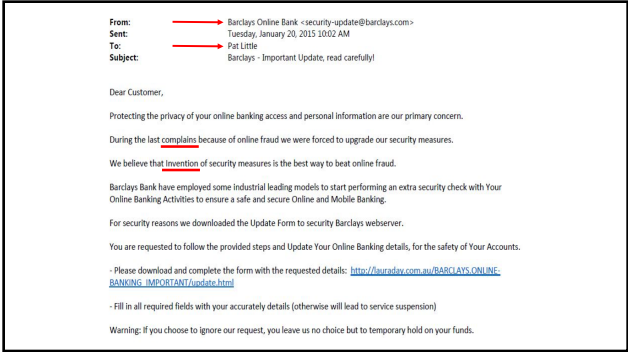 From: Barclays Online Bank <security-update@barclays.com>
Sent: Tuesday, January 20, 2015 10:02 AM
To: Pat Little
Subject: Barclays - Important Update, read carefully!
Dear Customer,
Protecting the privacy of your online banking access and personal information are our primary concern.
During the last complains because of online fraud we were forced to upgrade our security measures.
We believe that Invention of security measures is the best way to beat online fraud.
Barclays Bank have employed some industrial leading models to start performing an extra security check with Your
Online Banking Activities to ensure a safe and secure Online and Mobile Banking.
For security reasons we downloaded the Update Form to security Barclays webserver.
You are requested to follow the provided steps and Update Your Online Banking details, for the safety of Your Accounts.
- Please download and complete the form with the requested details: http://lauraday.com.au/BARCLAYS.ONLINE-
BANKING_IMPORTANT/update.html
- Fill in all required fields with your accurately details (otherwise will lead to service suspension)
Warning: If you choose to ignore our request, you leave us no choice but to temporary hold on your funds.